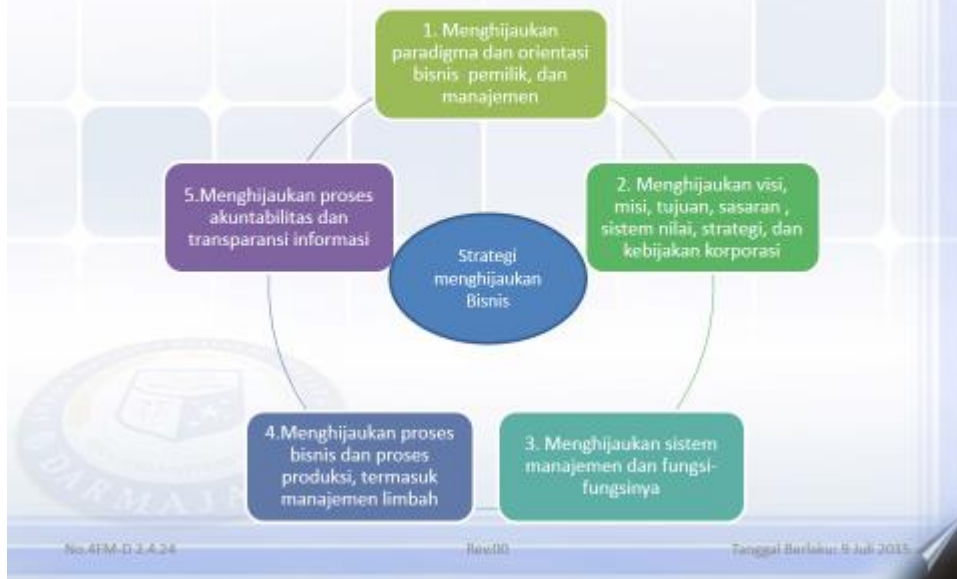 1. Menghijaukan
paradigma dan orientasi
bisnis pemilik, dan
manajemen
2. Menghijaukan visi,
misi, tujuan, sasaran ,
sistem nilai, strategi, dan
kebijakan korporasi
3. Menghijaukan sistem
manajemen dan fungsi-
fungsinya
4.Menghijaukan proses
bisnis dan proses
produksi, termasuk
manajemen limbah
5.Menghijaukan proses
akuntabilitas dan
transparansi informasi
Strategi
menghijaukan
Bisnis
No.4FM-D 2.4.24
Rev.00
Tanggal Berlaku: 9 Juli 2015